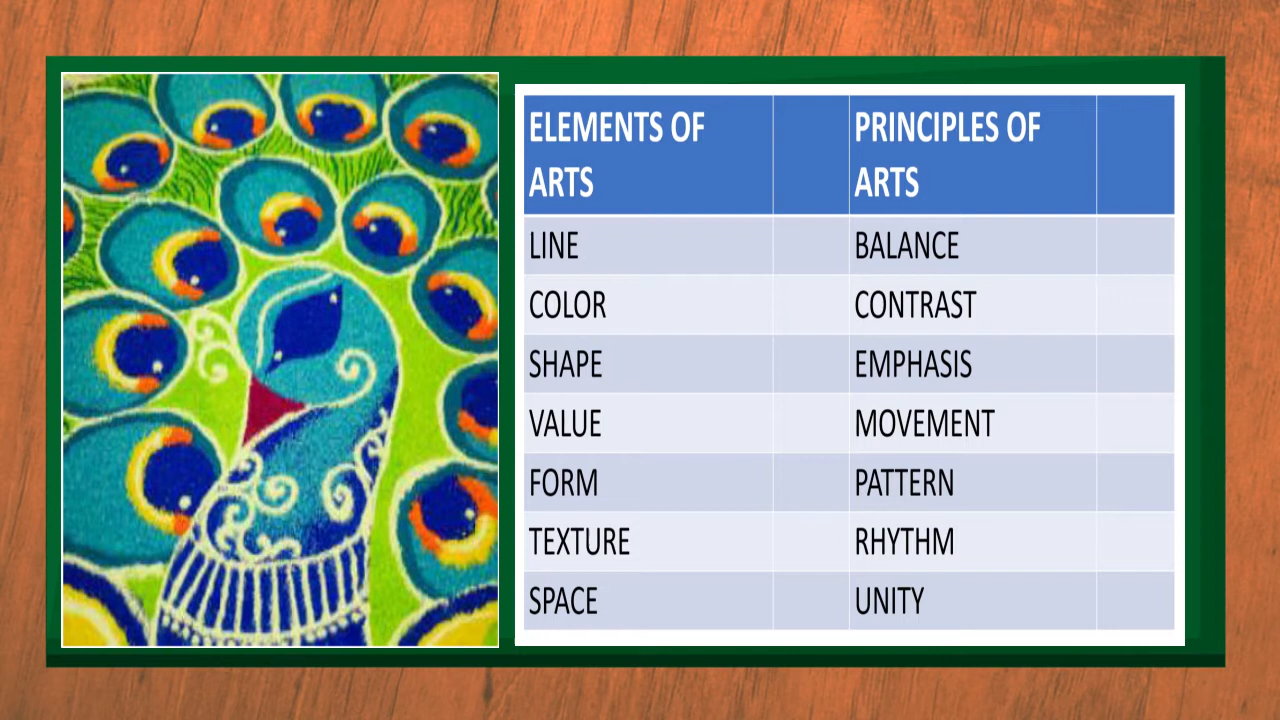 ELEMENTS OF
ARTS
PRINCIPLES OF
ARTS
LINE
BALANCE
COLOR
CONTRAST
SHAPE
EMPHASIS
VALUE
MOVEMENT
FORM
PATTERN
TEXTURE
RHYTHM
SPACE
UNITY